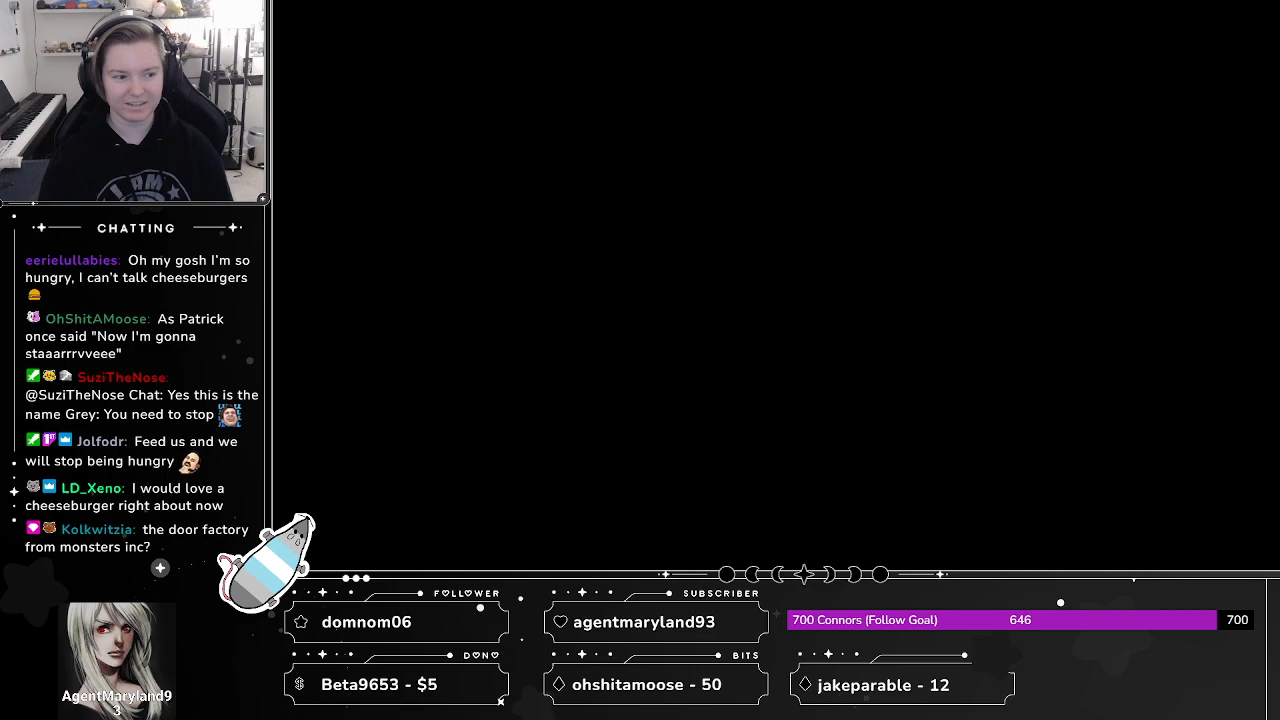 I AM
CHATTING
eerielullabies: Oh my gosh I'm so
hungry, I can't talk cheeseburgers
OhShitAMoose: As Patrick
once said "Now I'm gonna
staaarrrvveee"
SuziTheNose:
@SuziTheNose Chat: Yes this is the
name Grey: You need to stop
Jolfodr: Feed us and we
will stop being hungry
LD_Xeno: I would love a
cheeseburger right about now
Kolkwitzia: the door factory
from monsters inc?
AgentMaryland9
3
FOLLOWER
domnom06
SUBSCRIBER
agentmaryland93
700 Connors (Follow Goal) 646 700
DONO
Beta9653 - $5
BITS
ohshitamoose - 50
jakeparable - 12